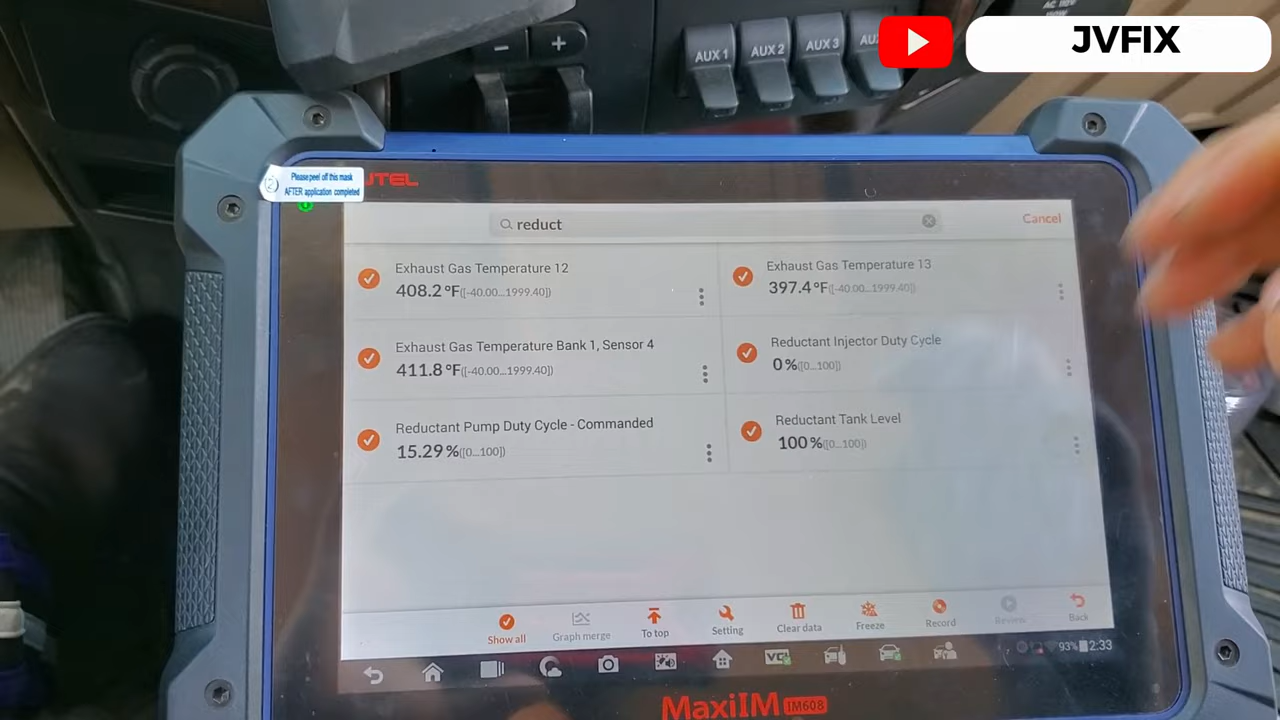 AC 110V
JVFIX
AUX 1
AUX 2
AUX 3
Please peel off this mask
AFTER application completed
UTEL
reduct
Cancel
Exhaust Gas Temperature 12
408.2 °F([-40.00...1999.40])
Exhaust Gas Temperature 13
397.4 °F([-40.00...1999.40])
Exhaust Gas Temperature Bank 1, Sensor 4
411.8 °F([-40.00...1999.40])
Reductant Injector Duty Cycle
0 %([0...100])
Reductant Pump Duty Cycle - Commanded
15.29 %([0...100])
Reductant Tank Level
100 %([0...100])
Show all
Graph merge
To top
Setting
Clear data
Freeze
Record
Review
Back
VCI
93% 2:33
MaxiIM IM608